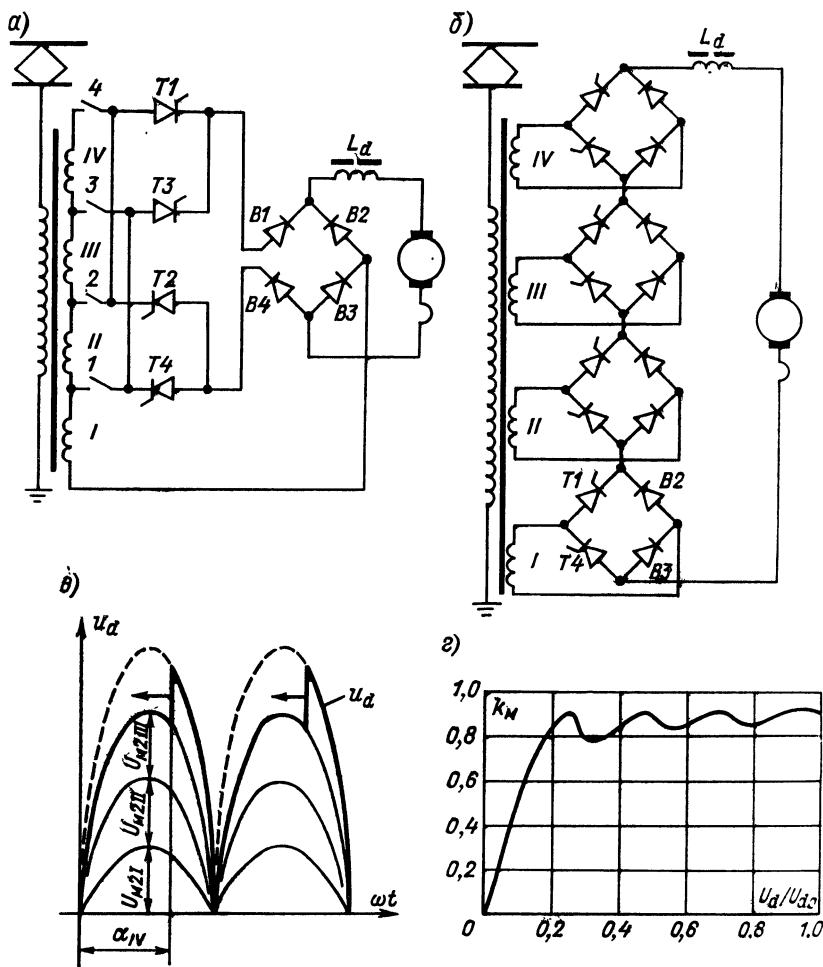 а)
4
T1
IV
3
T3
III
2
T2
II
1
T4
I
L_d
B1
B2
B4
B3
б)
L_d
IV
III
II
T1
B2
I
T4
B3
в)
u_d
u_d
U_м2III
U_м2II
U_м2I
α_IV
ωt
г)
1,0
k_м
0,8
0,6
0,4
0,2
0
0,2
0,4
0,6
0.8
1.0
U_d/U_do